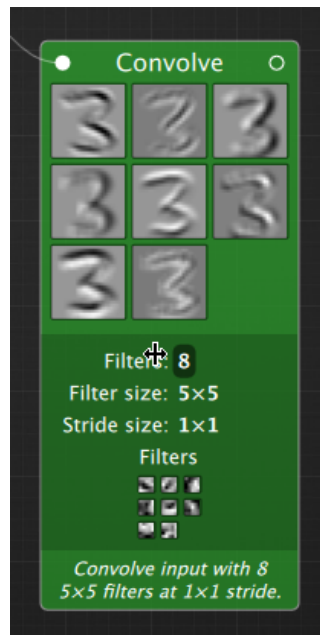 Convolve
Filters: 8
Filter size: 5×5
Stride size: 1×1
Filters
Convolve input with 8
5×5 filters at 1×1 stride.